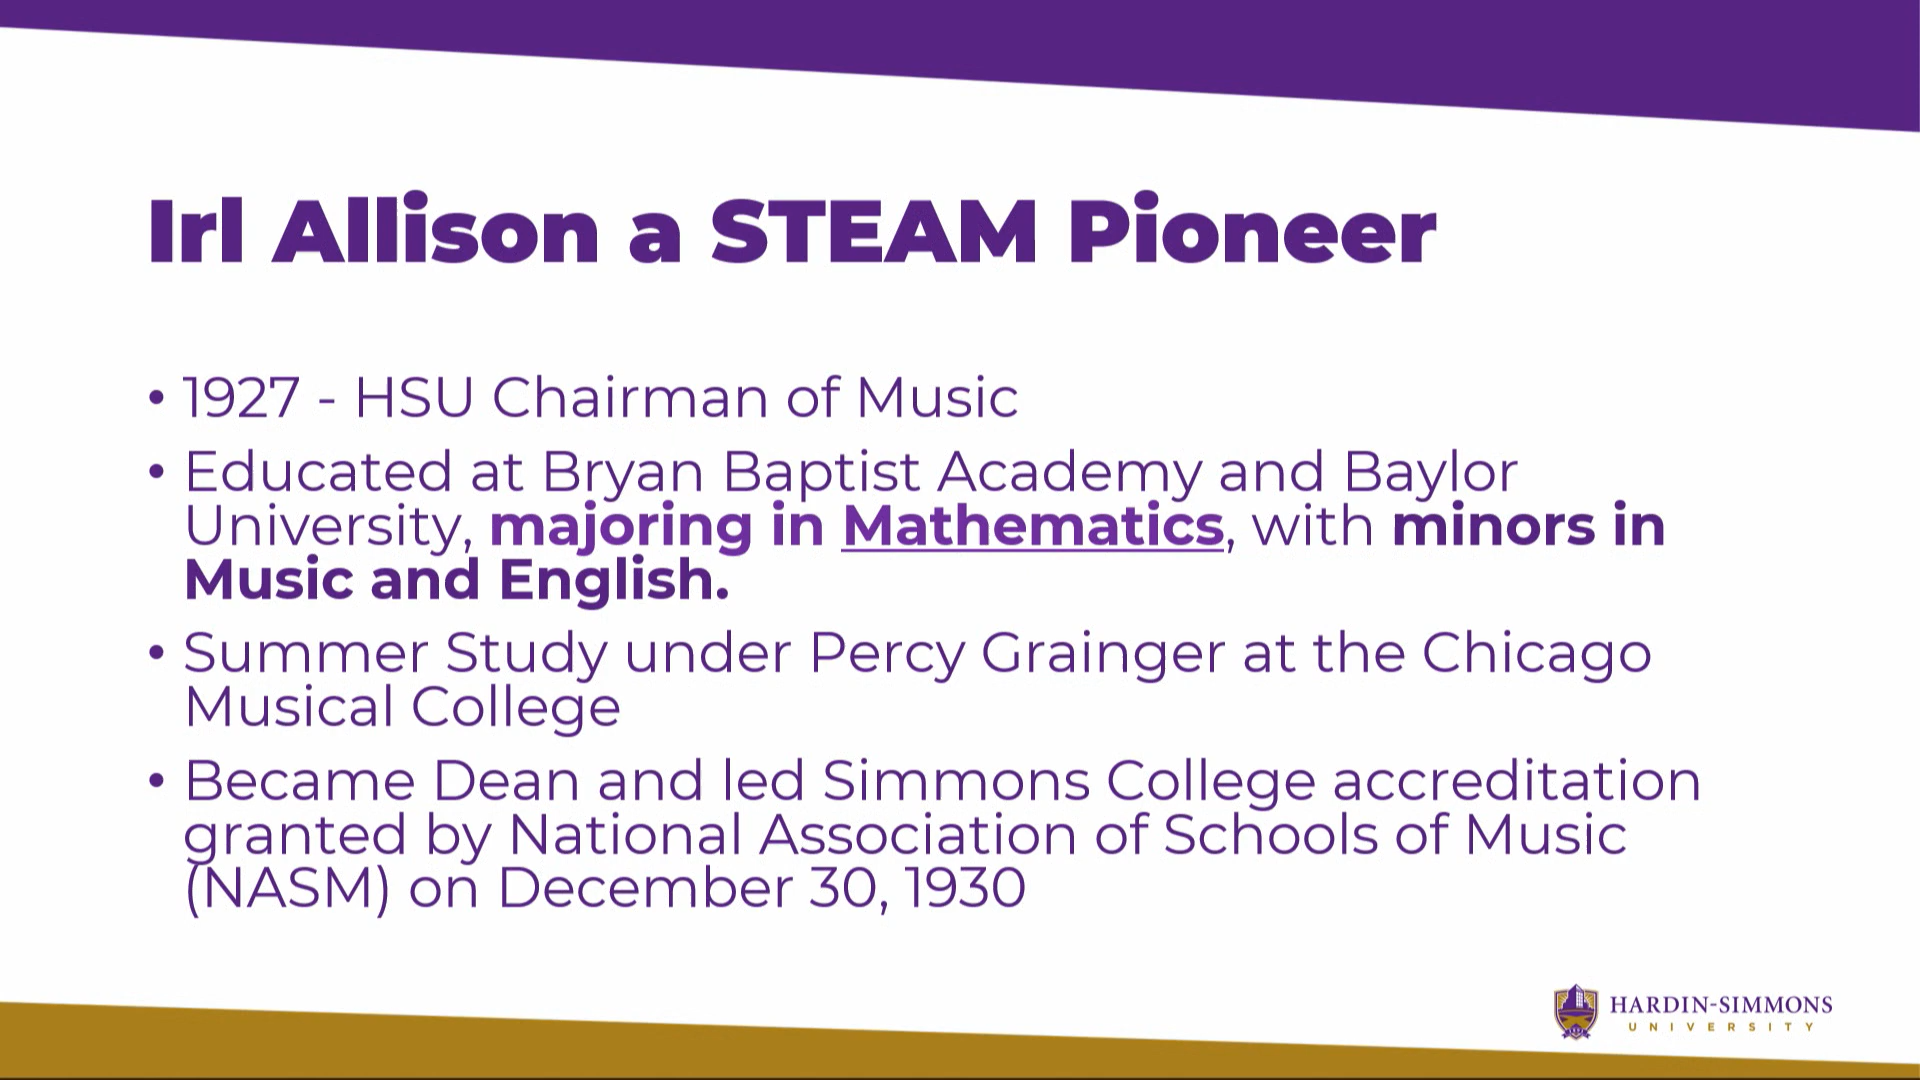 Irl Allison a STEAM Pioneer
• 1927 - HSU Chairman of Music
• Educated at Bryan Baptist Academy and Baylor
University, majoring in Mathematics, with minors in
Music and English.
• Summer Study under Percy Grainger at the Chicago
Musical College
• Became Dean and led Simmons College accreditation
granted by National Association of Schools of Music
(NASM) on December 30, 1930
HARDIN-SIMMONS
UNIVERSITY